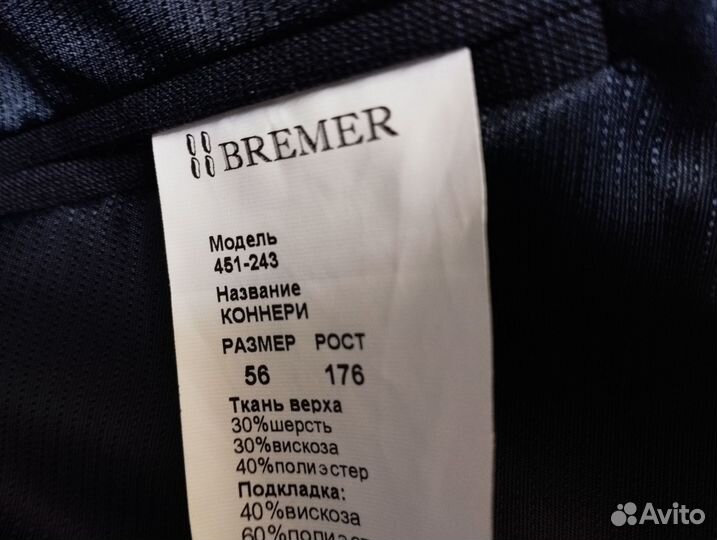 BREMER
Модель
451-243
Название
КОННЕРИ
РАЗМЕР РОСТ
56 176
Ткань верха
30%шерсть
30%вискоза
40%полиэстер
Подкладка:
40%вискоза
Avito